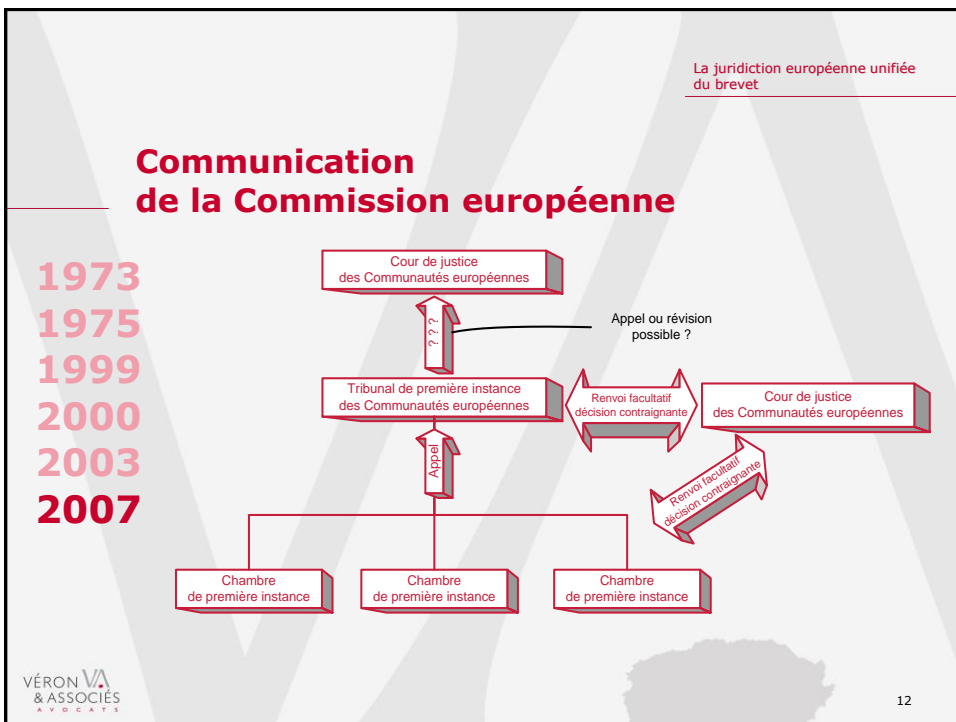 La juridiction européenne unifiée
du brevet
Communication
de la Commission européenne
1973
1975
1999
2000
2003
2007
Cour de justice
des Communautés européennes
? ? ?
Appel ou révision
possible ?
Tribunal de première instance
des Communautés européennes
Renvoi facultatif
décision contraignante
Cour de justice
des Communautés européennes
Appel
Renvoi facultatif
décision contraignante
Chambre
de première instance
Chambre
de première instance
Chambre
de première instance
VÉRON VA
& ASSOCIÉS
AVOCATS
12